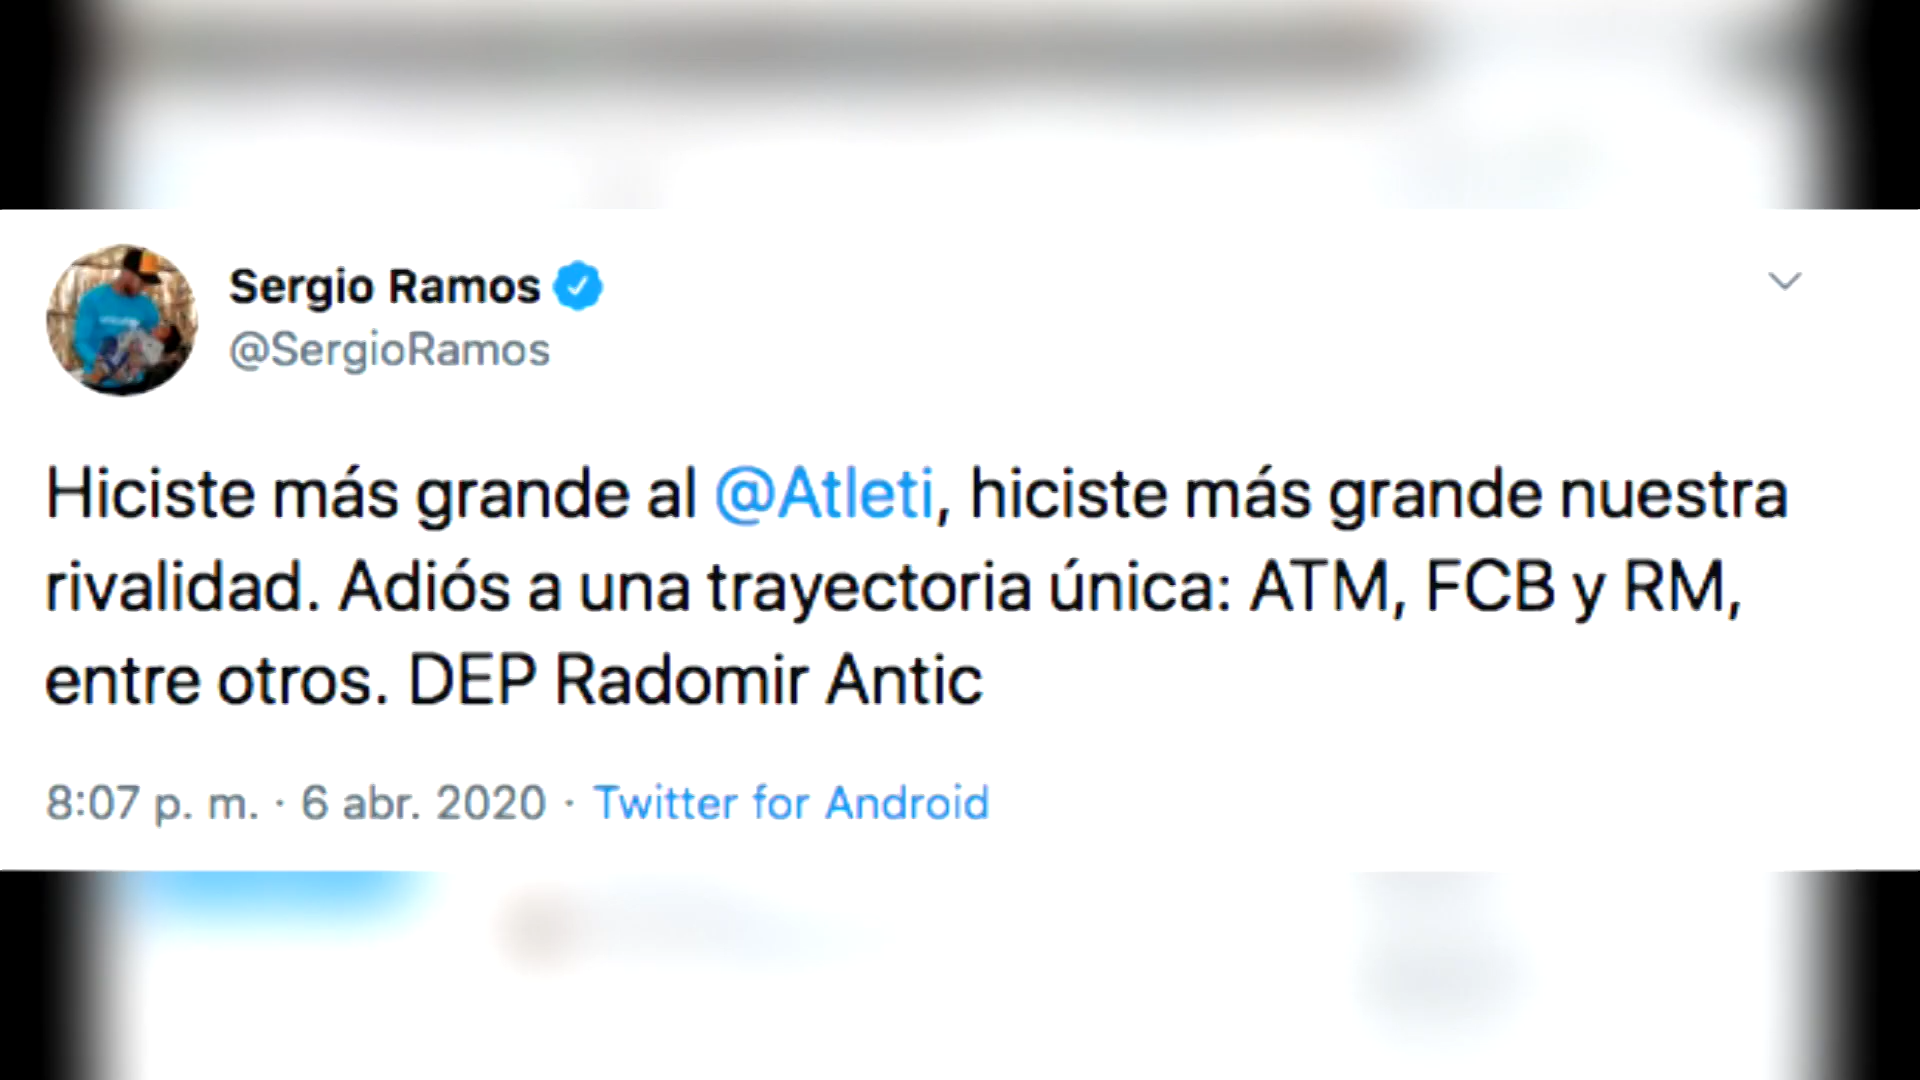 Sergio Ramos
@SergioRamos
Hiciste más grande al @Atleti, hiciste más grande nuestra
rivalidad. Adiós a una trayectoria única: ATM, FCB y RM,
entre otros. DEP Radomir Antic
8:07 p. m. · 6 abr. 2020 · Twitter for Android